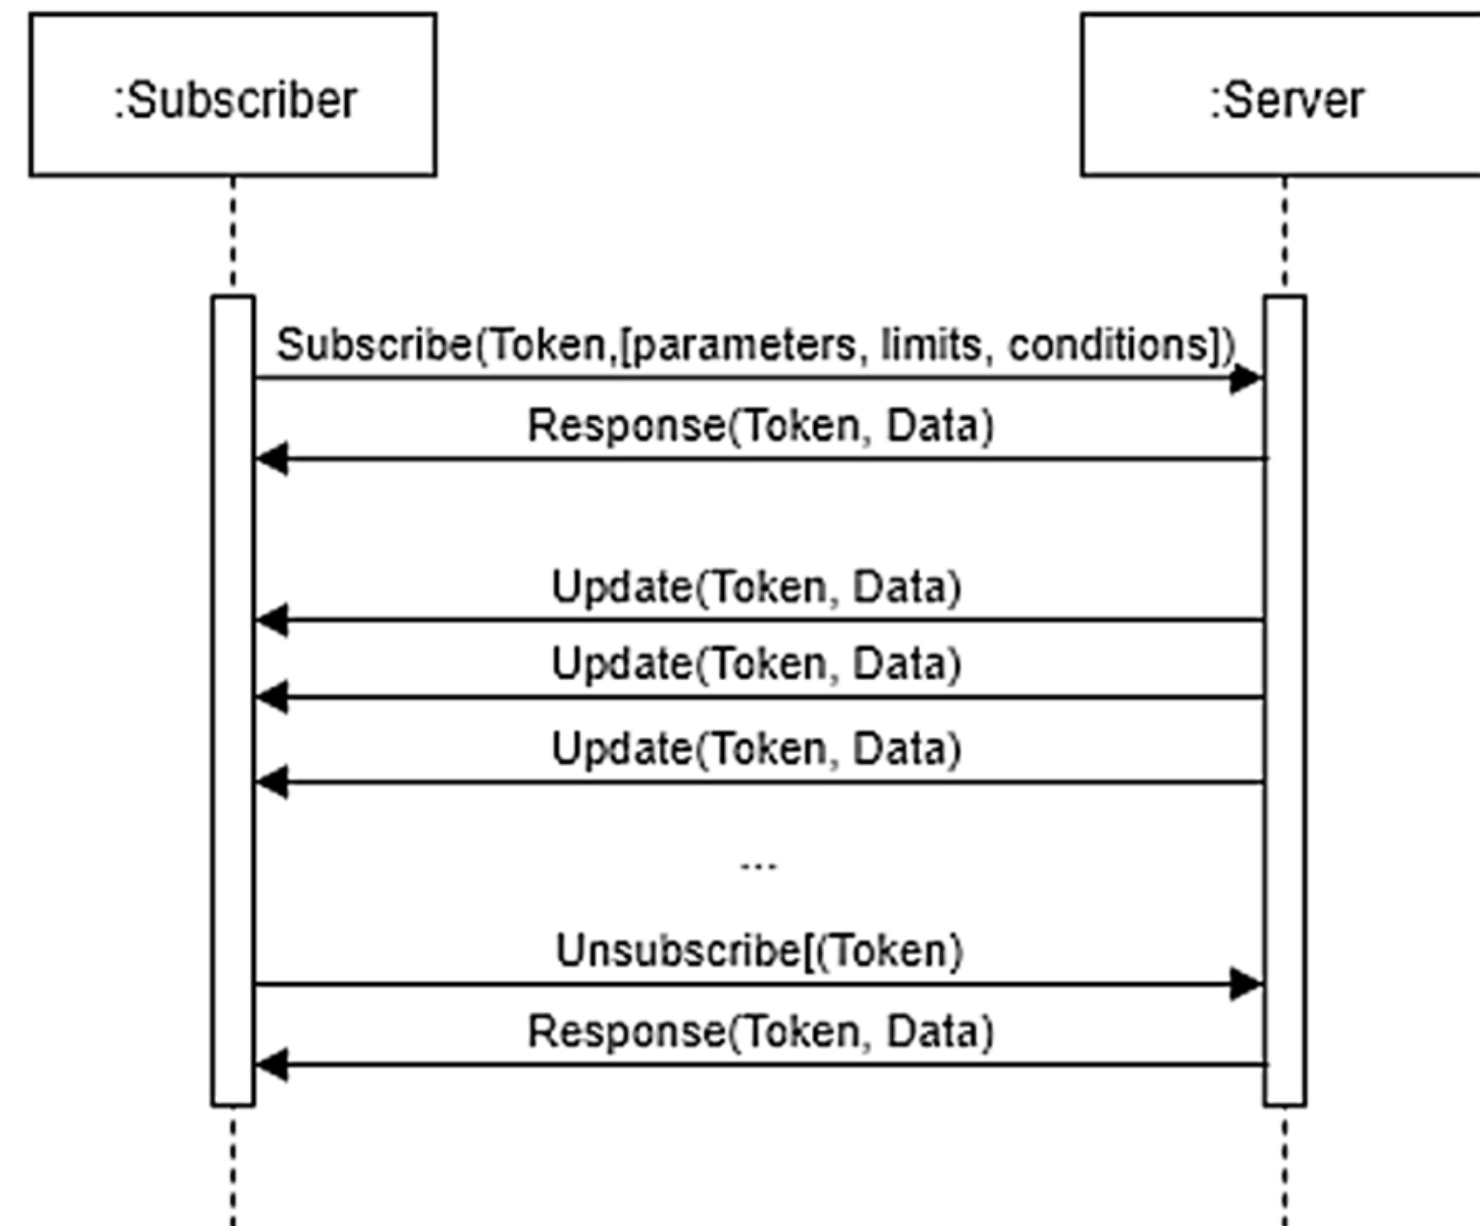 :Subscriber
:Server
Subscribe(Token,[parameters, limits, conditions])
Response(Token, Data)
Update(Token, Data)
Update(Token, Data)
Update(Token, Data)
...
Unsubscribe[(Token)
Response(Token, Data)